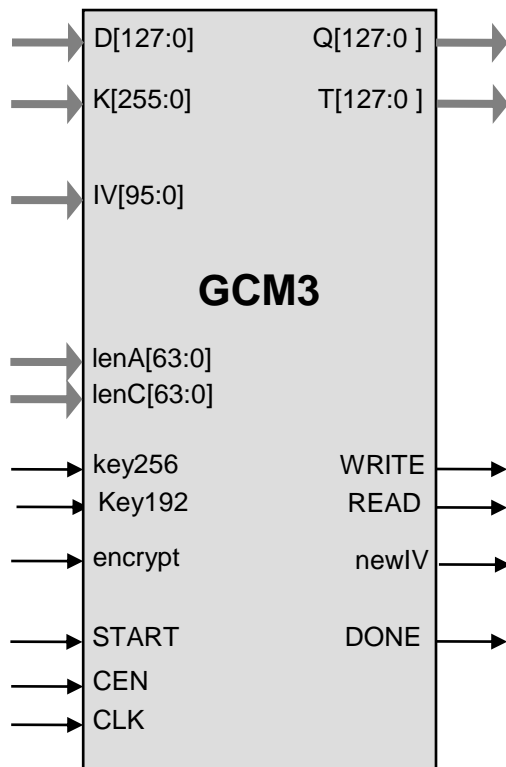 D[127:0] Q[127:0 ]
K[255:0] T[127:0 ]
IV[95:0]
GCM3
lenA[63:0]
lenC[63:0]
key256 WRITE
Key192 READ
encrypt newIV
START DONE
CEN
CLK